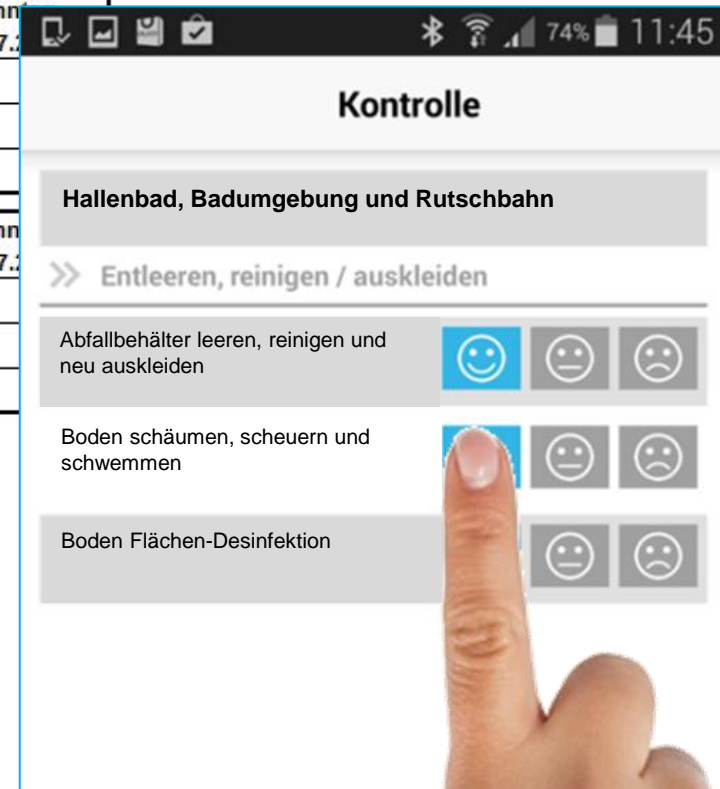 74% 11:45
Kontrolle
Hallenbad, Badumgebung und Rutschbahn
Entleeren, reinigen / auskleiden
Abfallbehälter leeren, reinigen und
neu auskleiden
Boden schäumen, scheuern und
schwemmen
Boden Flächen-Desinfektion